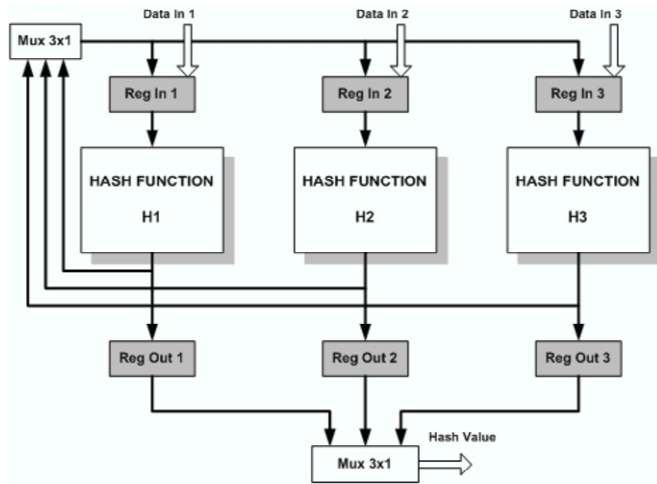 Data In 1
Data In 2
Data In 3
Mux 3x1
Reg In 1
Reg In 2
Reg In 3
HASH FUNCTION
H1
HASH FUNCTION
H2
HASH FUNCTION
H3
Reg Out 1
Reg Out 2
Reg Out 3
Hash Value
Mux 3x1